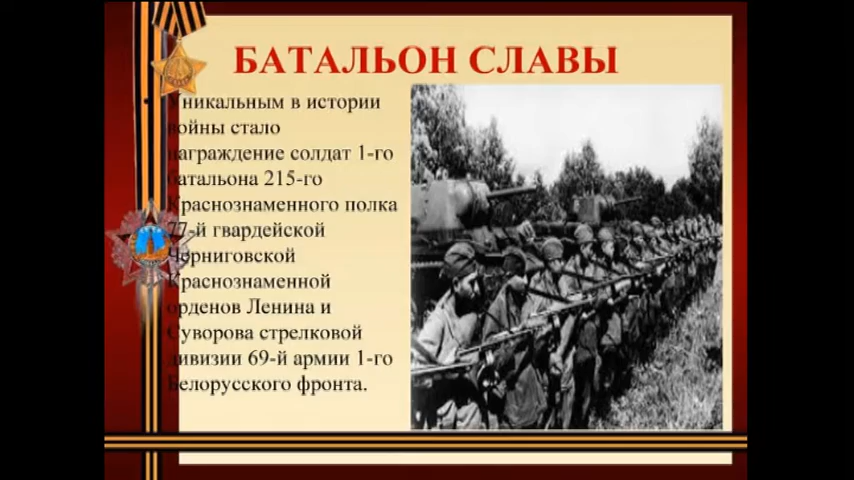 БАТАЛЬОН СЛАВЫ
Уникальным в истории
войны стало
награждение солдат 1-го
батальона 215-го
Краснознаменного полка
77-й гвардейской
Черниговской
Краснознаменной
орденов Ленина и
Суворова стрелковой
дивизии 69-й армии 1-го
Белорусского фронта.